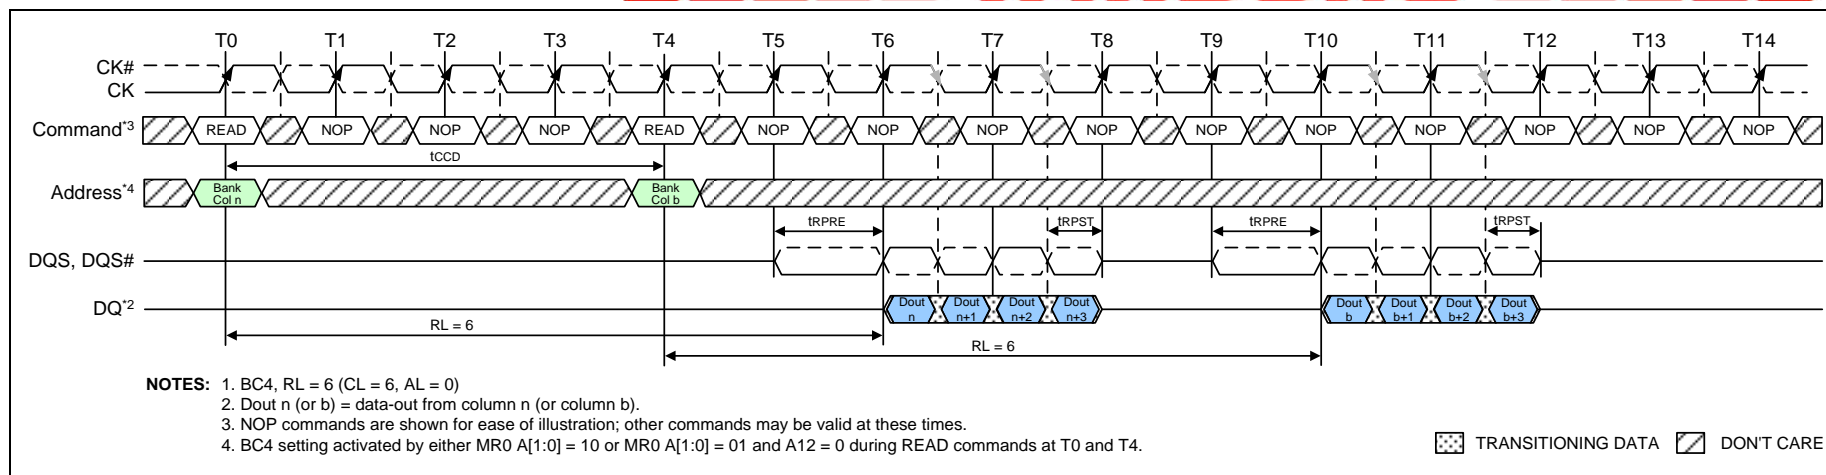 T0 T1 T2 T3 T4 T5 T6 T7 T8 T9 T10 T11 T12 T13 T14
CK#
CK
Command*3 READ NOP NOP NOP READ NOP NOP NOP NOP NOP NOP NOP NOP NOP NOP
tCCD
Address*4 Bank Col n Bank Col b
tRPRE tRPST tRPRE tRPST
DQS, DQS#
DQ*2 Dout n Dout n+1 Dout n+2 Dout n+3 Dout b Dout b+1 Dout b+2 Dout b+3
RL = 6
RL = 6
NOTES: 1. BC4, RL = 6 (CL = 6, AL = 0)
2. Dout n (or b) = data-out from column n (or column b).
3. NOP commands are shown for ease of illustration; other commands may be valid at these times.
4. BC4 setting activated by either MR0 A[1:0] = 10 or MR0 A[1:0] = 01 and A12 = 0 during READ commands at T0 and T4.
TRANSITIONING DATA DON'T CARE